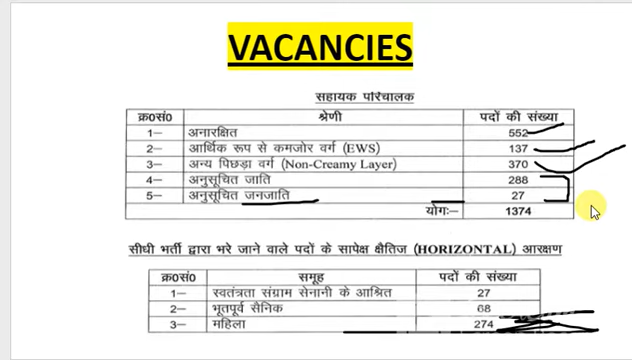 VACANCIES
सहायक परिचालक
क्र0सं0 श्रेणी पदों की संख्या
1– अनारक्षित 552
2– आर्थिक रूप से कमजोर वर्ग (EWS) 137
3– अन्य पिछड़ा वर्ग (Non-Creamy Layer) 370
4– अनुसूचित जाति 288
5– अनुसूचित जनजाति 27
योगः– 1374
सीधी भर्ती द्वारा भरे जाने वाले पदों के सापेक्ष क्षैतिज (HORIZONTAL) आरक्षण
क्र0सं0 समूह पदों की संख्या
1– स्वतंत्रता संग्राम सेनानी के आश्रित 27
2– भूतपूर्व सैनिक 68
3– महिला 274